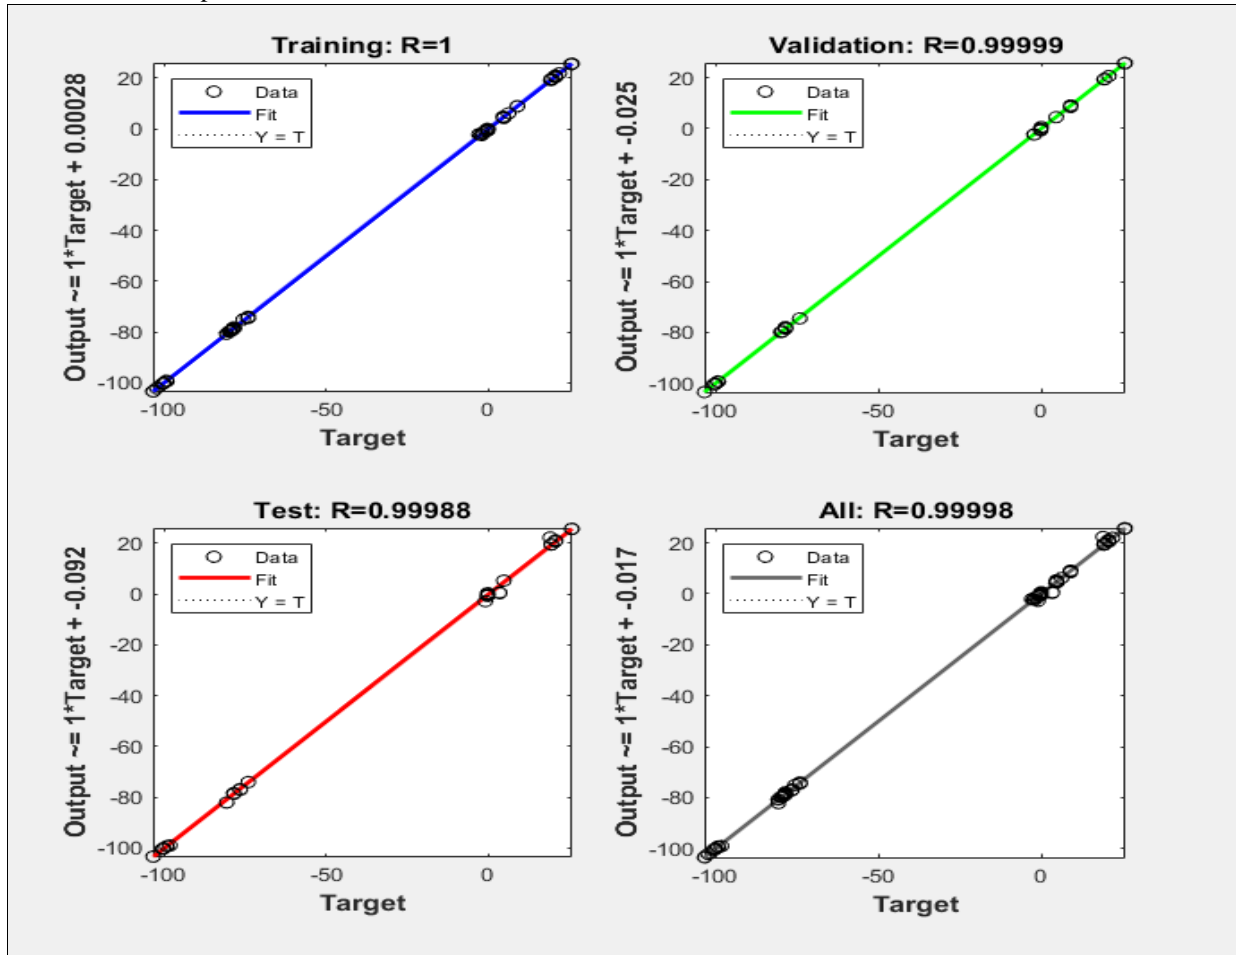 Training: R=1
Output ~= 1*Target + 0.00028
Data
Fit
Y = T
20
0
-20
-40
-60
-80
-100
-100
-50
0
Target
Validation: R=0.99999
Output ~= 1*Target + -0.025
Data
Fit
Y = T
20
0
-20
-40
-60
-80
-100
-100
-50
0
Target
Test: R=0.99988
Output ~= 1*Target + -0.092
Data
Fit
Y = T
20
0
-20
-40
-60
-80
-100
-100
-50
0
Target
All: R=0.99998
Output ~= 1*Target + -0.017
Data
Fit
Y = T
20
0
-20
-40
-60
-80
-100
-100
-50
0
Target